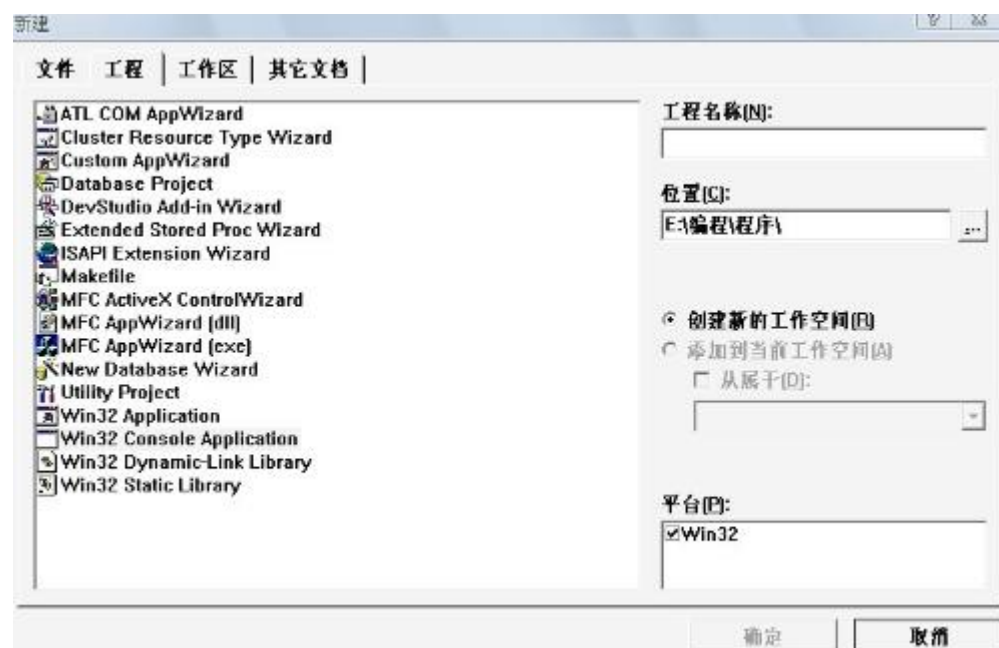 新建
文件 工程 工作区 其它文档
ATL COM AppWizard
Cluster Resource Type Wizard
Custom AppWizard
Database Project
DevStudio Add-in Wizard
Extended Stored Proc Wizard
ISAPI Extension Wizard
Makefile
MFC ActiveX ControlWizard
MFC AppWizard (dll)
MFC AppWizard (exe)
New Database Wizard
Utility Project
Win32 Application
Win32 Console Application
Win32 Dynamic-Link Library
Win32 Static Library
工程名称(N):
位置(C):
E:\编程\程序\
...
创建新的工作空间(R)
添加到当前工作空间(A)
从属于(D):
平台(P):
Win32
确定
取消